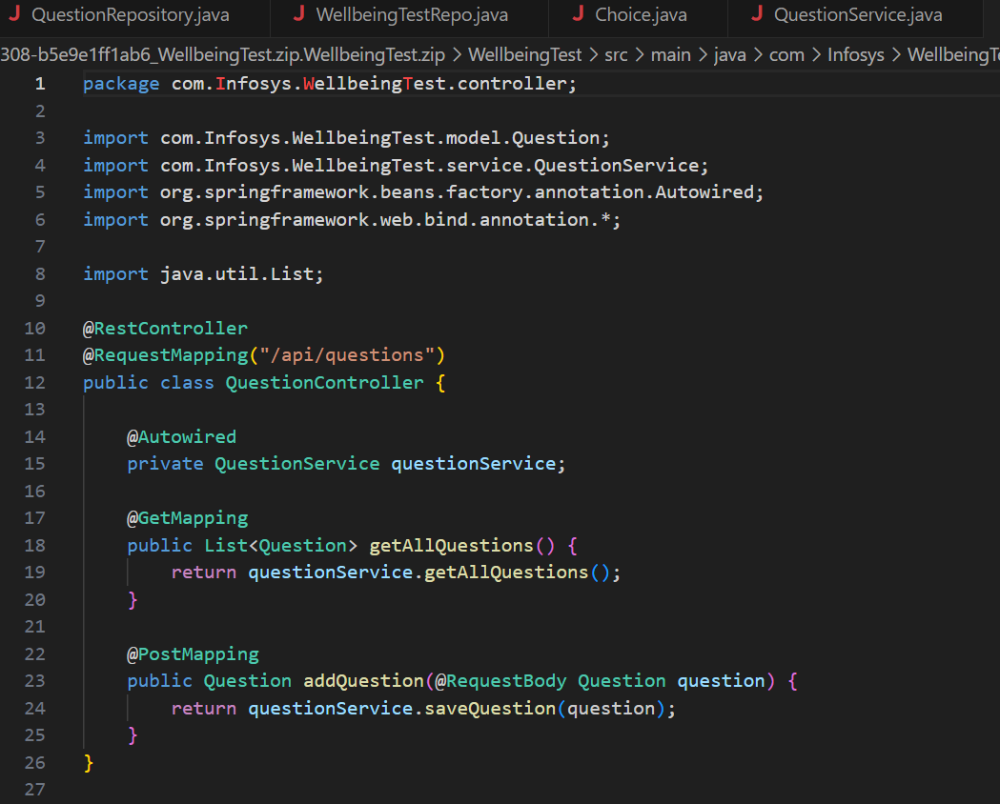 QuestionRepository.java WellbeingTestRepo.java Choice.java QuestionService.java
308-b5e9e1ff1ab6_WellbeingTest.zip.WellbeingTest.zip > WellbeingTest > src > main > java > com > Infosys > WellbeingTe
1 package com.Infosys.WellbeingTest.controller;
2
3 import com.Infosys.WellbeingTest.model.Question;
4 import com.Infosys.WellbeingTest.service.QuestionService;
5 import org.springframework.beans.factory.annotation.Autowired;
6 import org.springframework.web.bind.annotation.*;
7
8 import java.util.List;
9
10 @RestController
11 @RequestMapping("/api/questions")
12 public class QuestionController {
13
14     @Autowired
15     private QuestionService questionService;
16
17     @GetMapping
18     public List<Question> getAllQuestions() {
19         return questionService.getAllQuestions();
20     }
21
22     @PostMapping
23     public Question addQuestion(@RequestBody Question question) {
24         return questionService.saveQuestion(question);
25     }
26 }
27